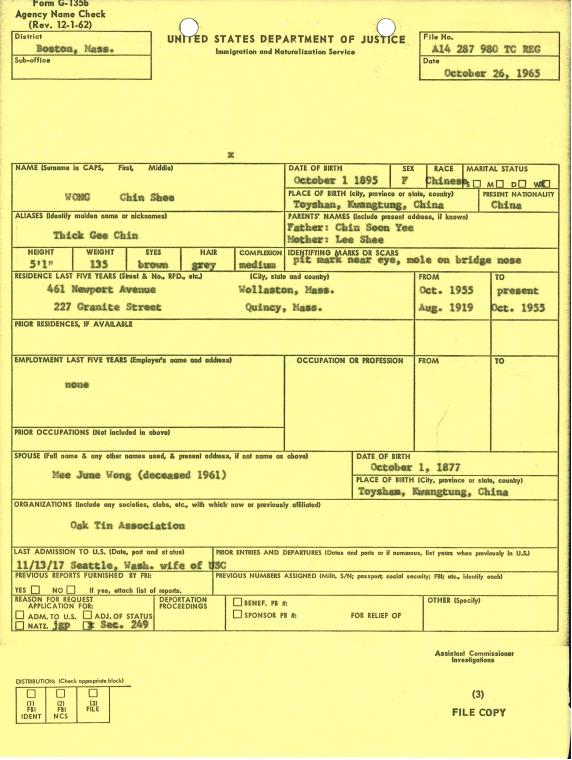 Form G-135b
Agency Name Check
(Rev. 12-1-62)
UNITED STATES DEPARTMENT OF JUSTICE
Immigration and Naturalization Service
District
Boston, Mass.
Sub-office
File No.
A14 287 980 TC REG
Date
October 26, 1965
x
NAME (Surname in CAPS, First, Middle)
WONG Chin Shee
DATE OF BIRTH
October 1 1895
SEX
F
RACE
Chinese
MARITAL STATUS
S M D W
PLACE OF BIRTH (city, province or state, country)
Toyshan, Kwangtung, China
PRESENT NATIONALITY
China
ALIASES (Identify maiden name or nicknames)
Thick Gee Chin
PARENTS' NAMES (Include present address, if known)
Father: Chin Soon Yee
Mother: Lee Shee
HEIGHT
5'1"
WEIGHT
135
EYES
brown
HAIR
grey
COMPLEXION
medium
IDENTIFYING MARKS OR SCARS
pit mark near eye, mole on bridge nose
RESIDENCE LAST FIVE YEARS (Street & No., RFD., etc.) (City, state and country) FROM TO
461 Newport Avenue Wollaston, Mass. Oct. 1955 present
227 Granite Street Quincy, Mass. Aug. 1919 Oct. 1955
PRIOR RESIDENCES, IF AVAILABLE
EMPLOYMENT LAST FIVE YEARS (Employer's name and address) OCCUPATION OR PROFESSION FROM TO
none
PRIOR OCCUPATIONS (Not included in above)
SPOUSE (Full name & any other names used, & present address, if not name as above)
Mee June Wong (deceased 1961)
DATE OF BIRTH
October 1, 1877
PLACE OF BIRTH (City, province or state, country)
Toyshan, Kwangtung, China
ORGANIZATIONS (Include any societies, clubs, etc., with which now or previously affiliated)
Oak Tin Association
LAST ADMISSION TO U.S. (Date, port and status)
11/13/17 Seattle, Wash. wife of USC
PRIOR ENTRIES AND DEPARTURES (Dates and ports or if numerous, list years when previously in U.S.)
PREVIOUS REPORTS FURNISHED BY FBI:
YES NO If yes, attach list of reports.
PREVIOUS NUMBERS ASSIGNED (Milit. S/N; passport; social security; FBI; etc., identify each)
REASON FOR REQUEST
APPLICATION FOR:
ADM. TO U.S. ADJ. OF STATUS
NATZ. jgp x Sec. 249
DEPORTATION
PROCEEDINGS
BENEF. PB #:
SPONSOR PB #: FOR RELIEF OF
OTHER (Specify)
Assistant Commissioner
Investigations
DISTRIBUTION: (Check appropriate block)
(1)
FBI
IDENT
(2)
FBI
NCS
(3)
FILE
(3)
FILE COPY